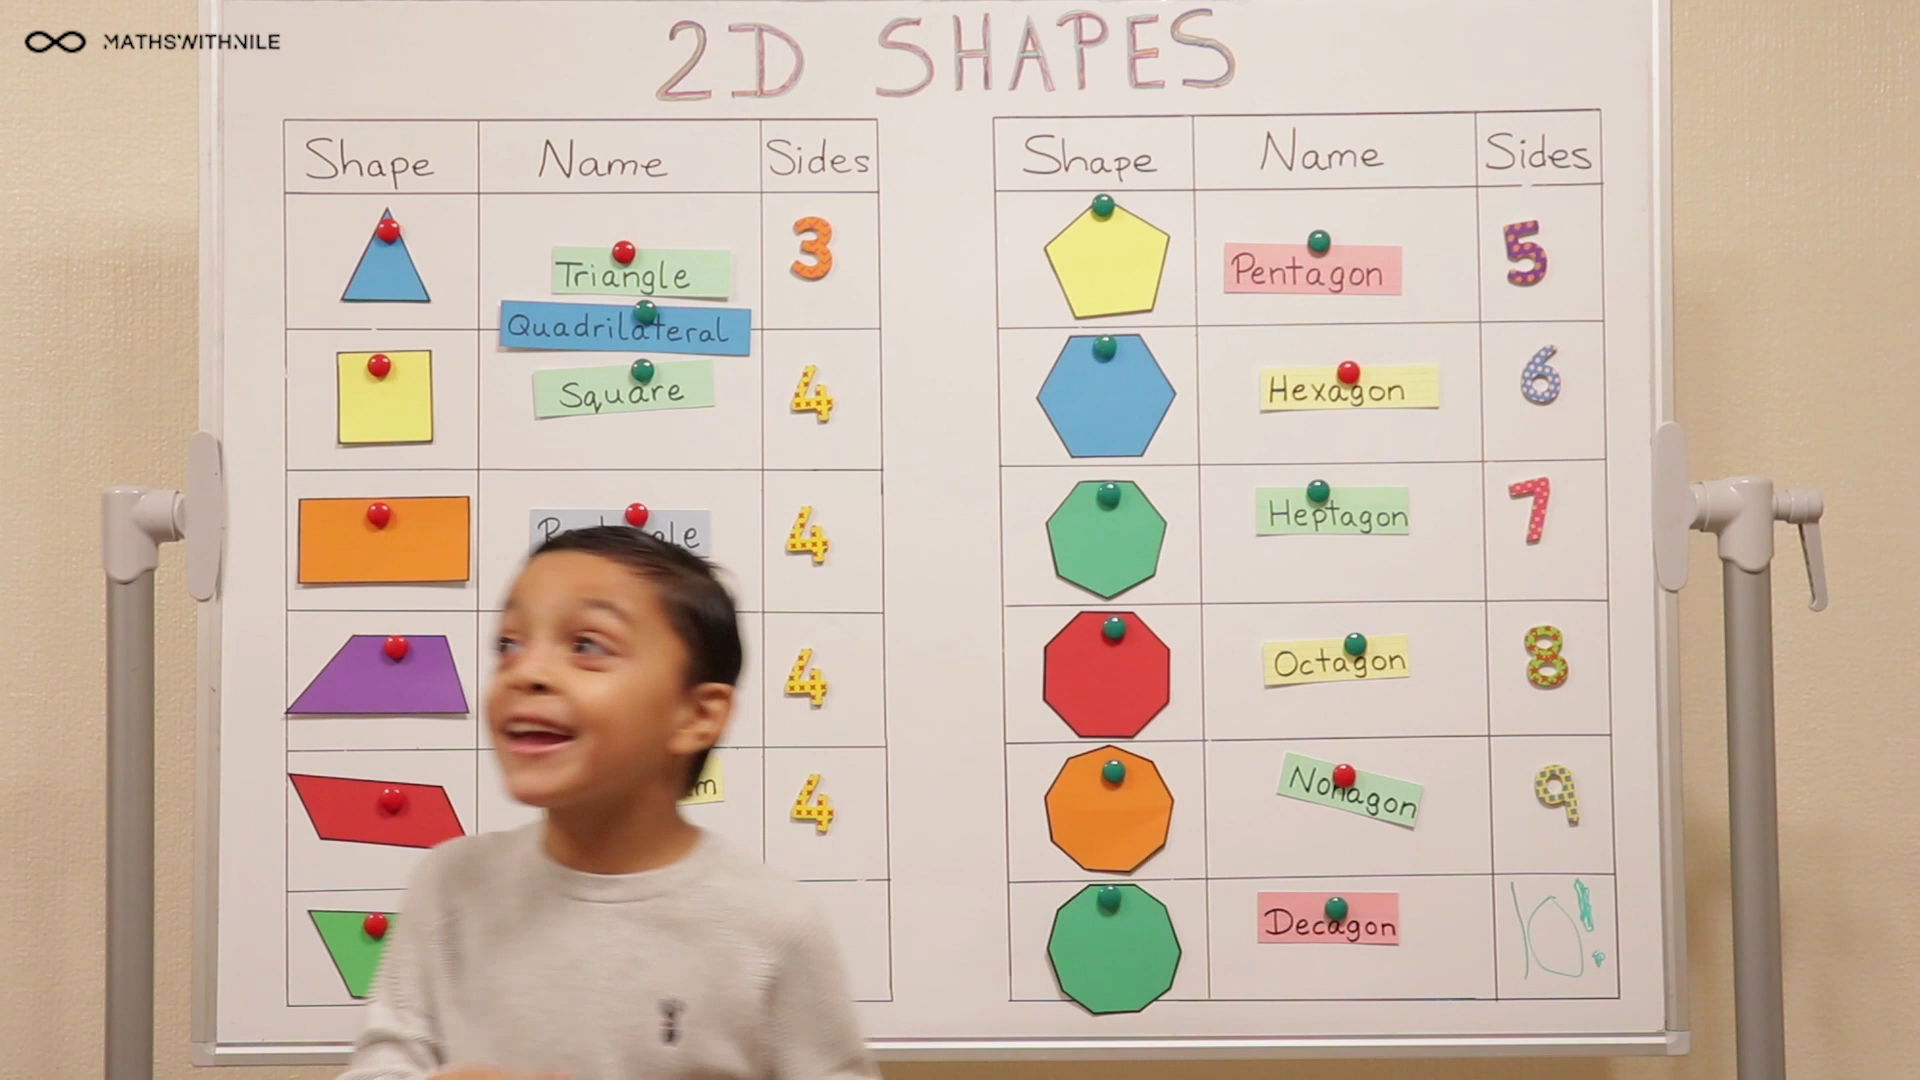 MATHSWITHNILE
2D SHAPES
Shape Name Sides
Triangle 3
Quadrilateral
Square 4
4
4
4
Shape Name Sides
Pentagon 5
Hexagon 6
Heptagon 7
Octagon 8
Nonagon 9
Decagon 10!